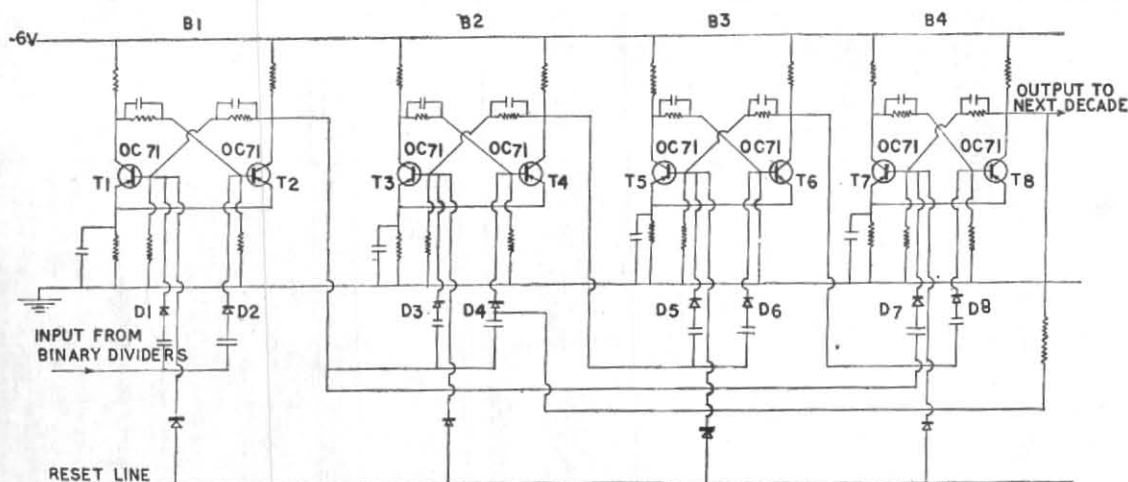 B1 B2 B3 B4
-6V
OUTPUT TO
NEXT DECADE
OC71 OC71 OC71 OC71 OC71 OC71 OC71 OC71
T1 T2 T3 T4 T5 T6 T7 T8
D1 D2 D3 D4 D5 D6 D7 D8
INPUT FROM
BINARY DIVIDERS
RESET LINE